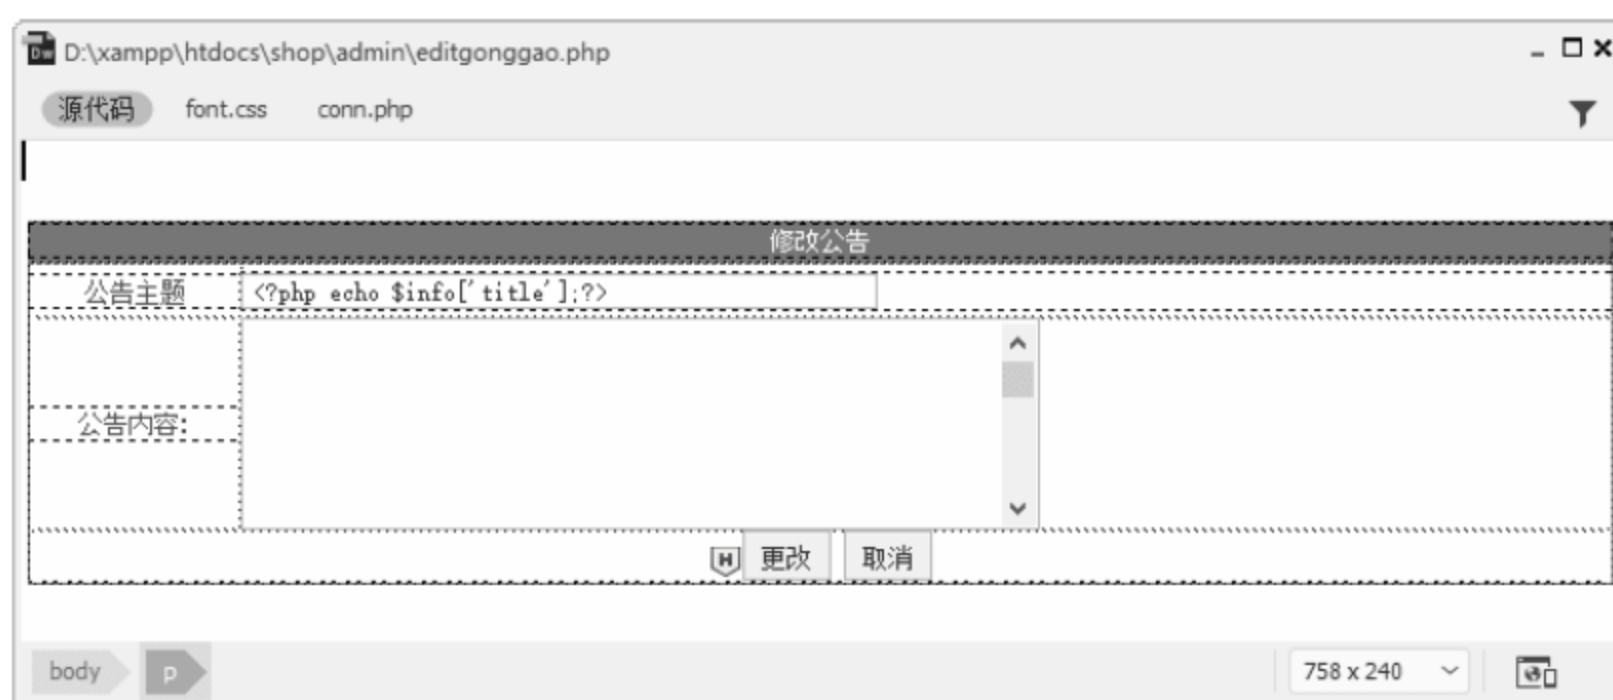 Dw D:\xampp\htdocs\shop\admin\editgonggao.php
源代码 font.css conn.php
修改公告
公告主题 <?php echo $info['title'];?>
公告内容:
H 更改 取消
body p 758 x 240